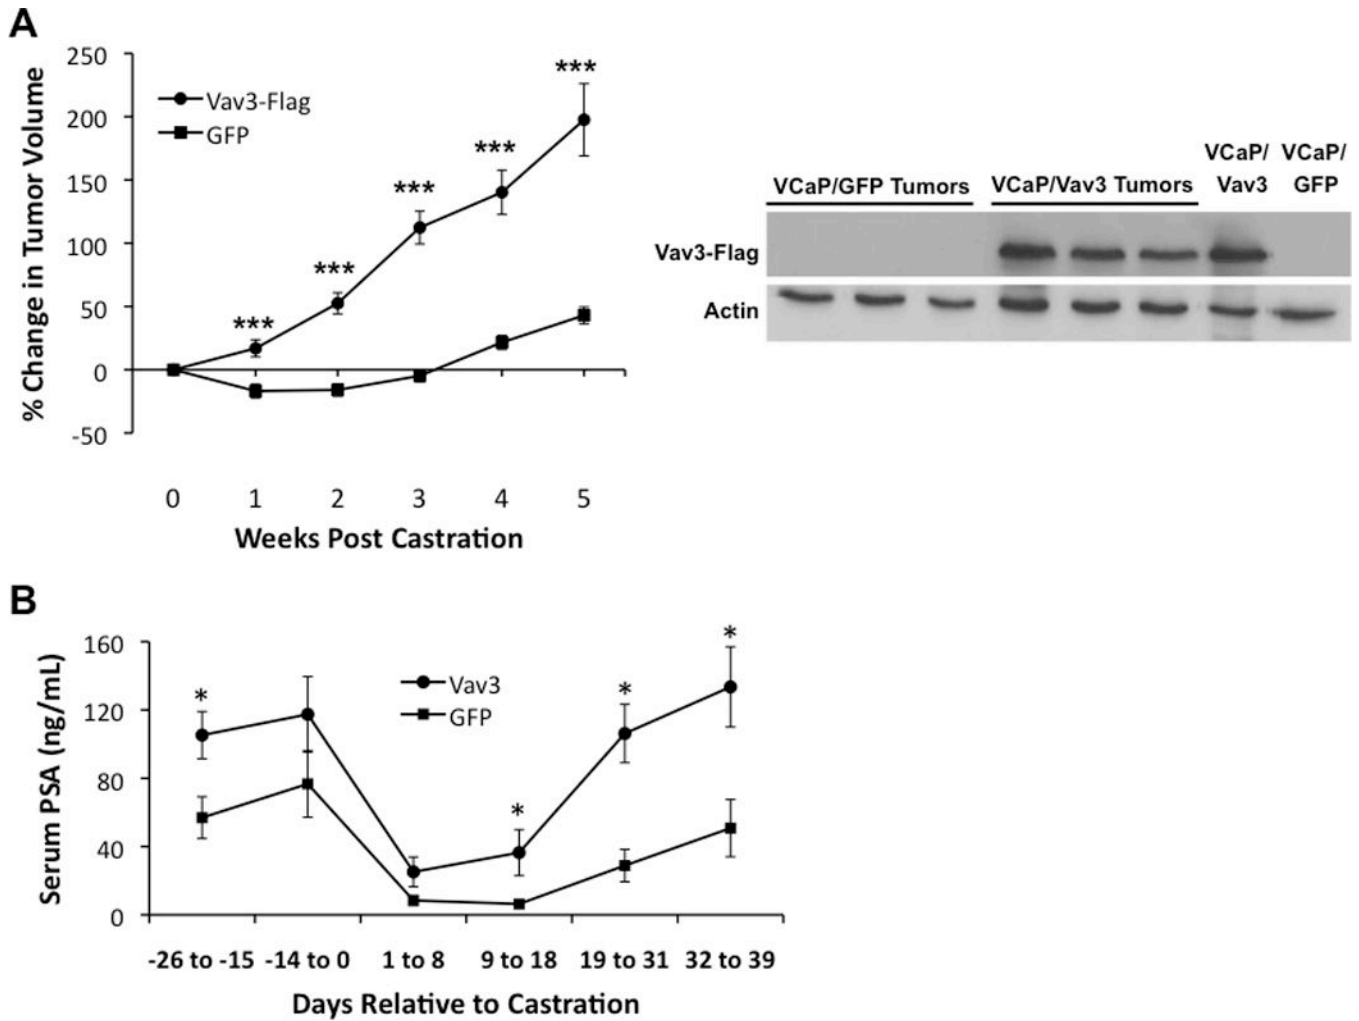 A
% Change in Tumor Volume
250
200
150
100
50
0
-50
Vav3-Flag
GFP
***
***
***
***
***
0 1 2 3 4 5
Weeks Post Castration
VCaP/GFP Tumors
VCaP/Vav3 Tumors
VCaP/ VCaP/
Vav3 GFP
Vav3-Flag
Actin
B
Serum PSA (ng/mL)
160
120
80
40
0
Vav3
GFP
*
*
*
*
-26 to -15 -14 to 0 1 to 8 9 to 18 19 to 31 32 to 39
Days Relative to Castration